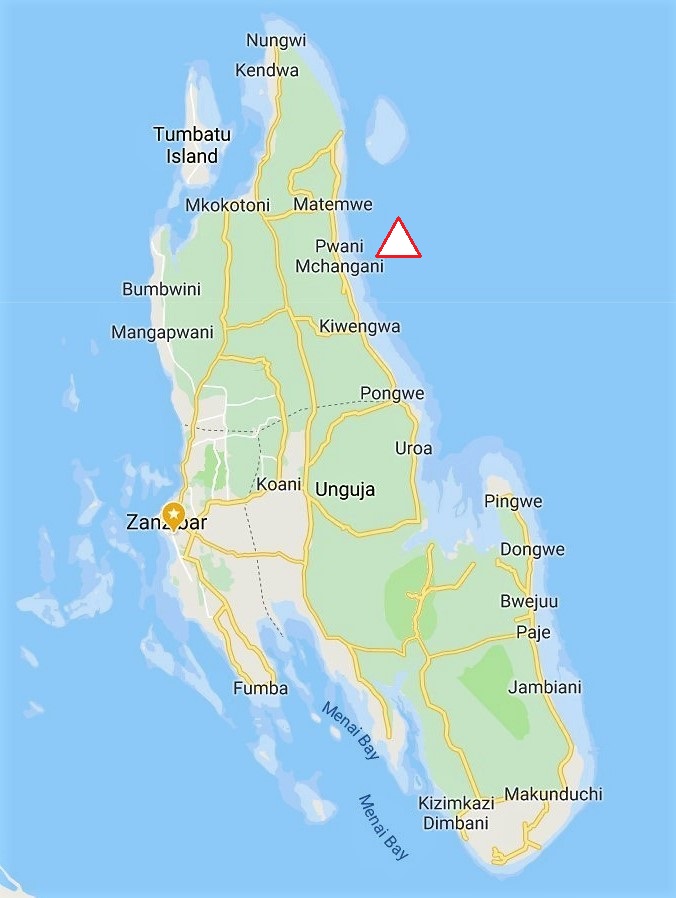 Nungwi
Kendwa
Tumbatu
Island
Mkokotoni
Matemwe
Pwani
Mchangani
Bumbwini
Mangapwani
Kiwengwa
Pongwe
Uroa
Koani
Unguja
Pingwe
Zanzibar
Dongwe
Bwejuu
Paje
Fumba
Jambiani
Menai Bay
Kizimkazi
Dimbani
Makunduchi
Menai Bay